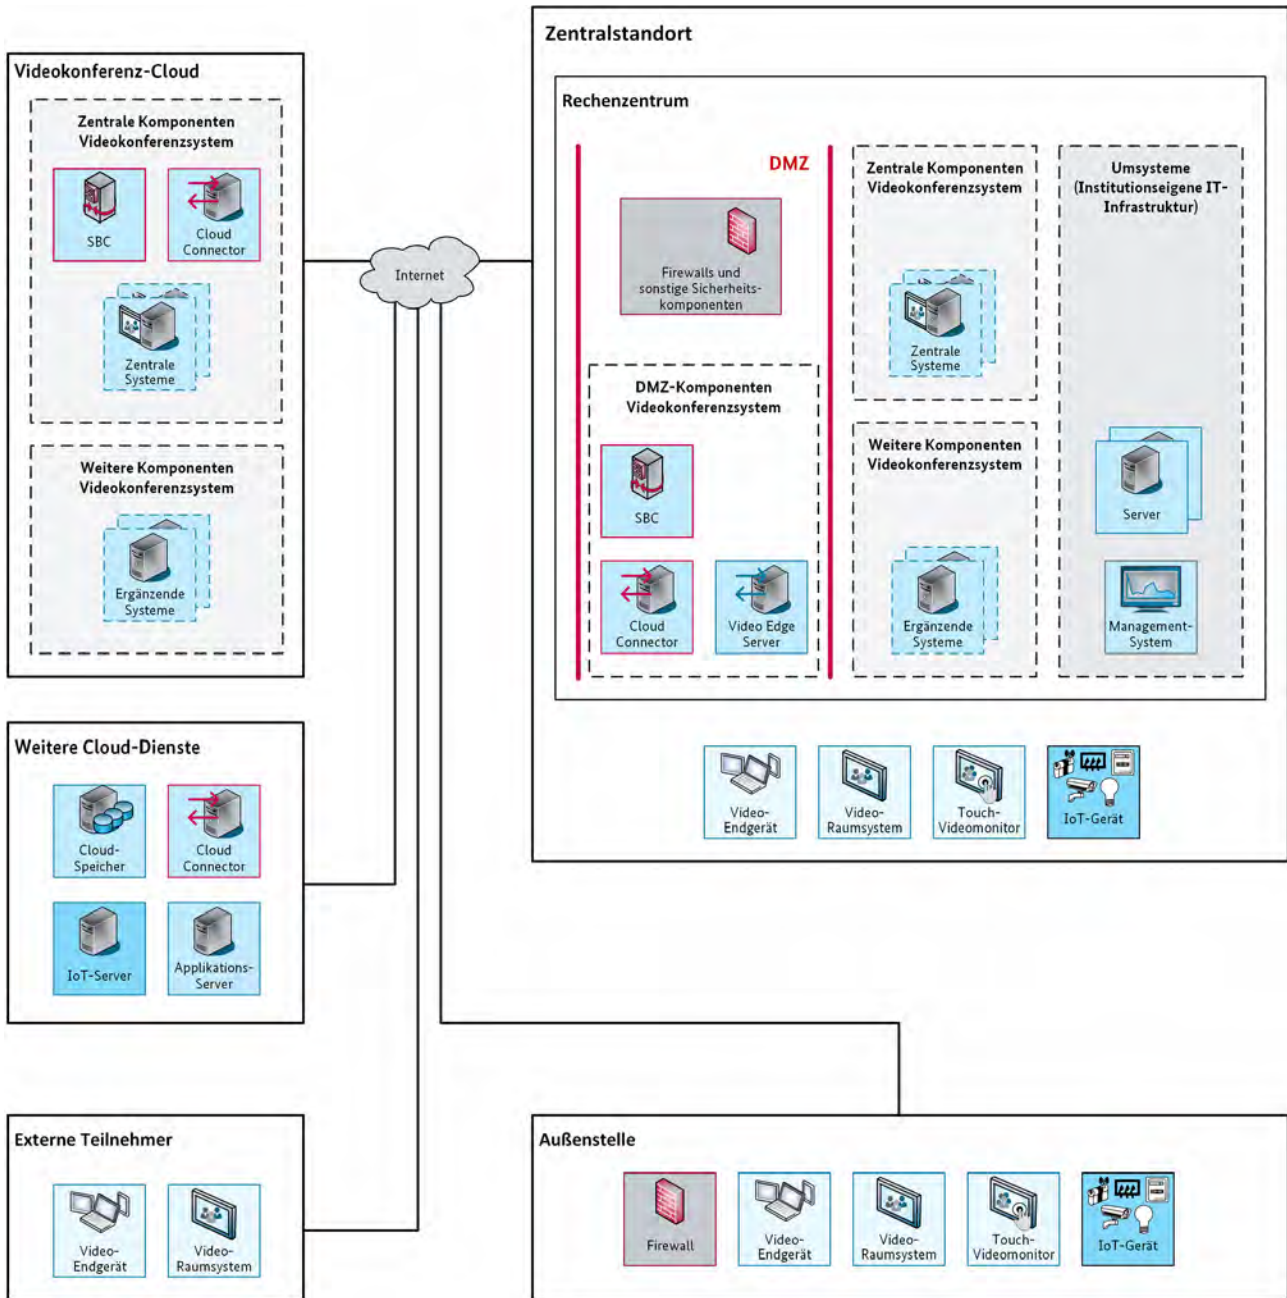 Videokonferenz-Cloud
Zentrale Komponenten
Videokonferenzsystem
SBC
Cloud
Connector
Zentrale
Systeme
Weitere Komponenten
Videokonferenzsystem
Ergänzende
Systeme
Weitere Cloud-Dienste
Cloud-
Speicher
Cloud
Connector
IoT-Server
Applikations-
Server
Externe Teilnehmer
Video-
Endgerät
Video-
Raumsystem
Internet
Zentralstandort
Rechenzentrum
DMZ
Firewalls und
sonstige Sicherheits-
komponenten
DMZ-Komponenten
Videokonferenzsystem
SBC
Cloud
Connector
Video Edge
Server
Zentrale Komponenten
Videokonferenzsystem
Zentrale
Systeme
Weitere Komponenten
Videokonferenzsystem
Ergänzende
Systeme
Umsysteme
(Institutionseigene IT-
Infrastruktur)
Server
Management-
System
Video-
Endgerät
Video-
Raumsystem
Touch-
Videomonitor
IoT-Gerät
Außenstelle
Firewall
Video-
Endgerät
Video-
Raumsystem
Touch-
Videomonitor
IoT-Gerät